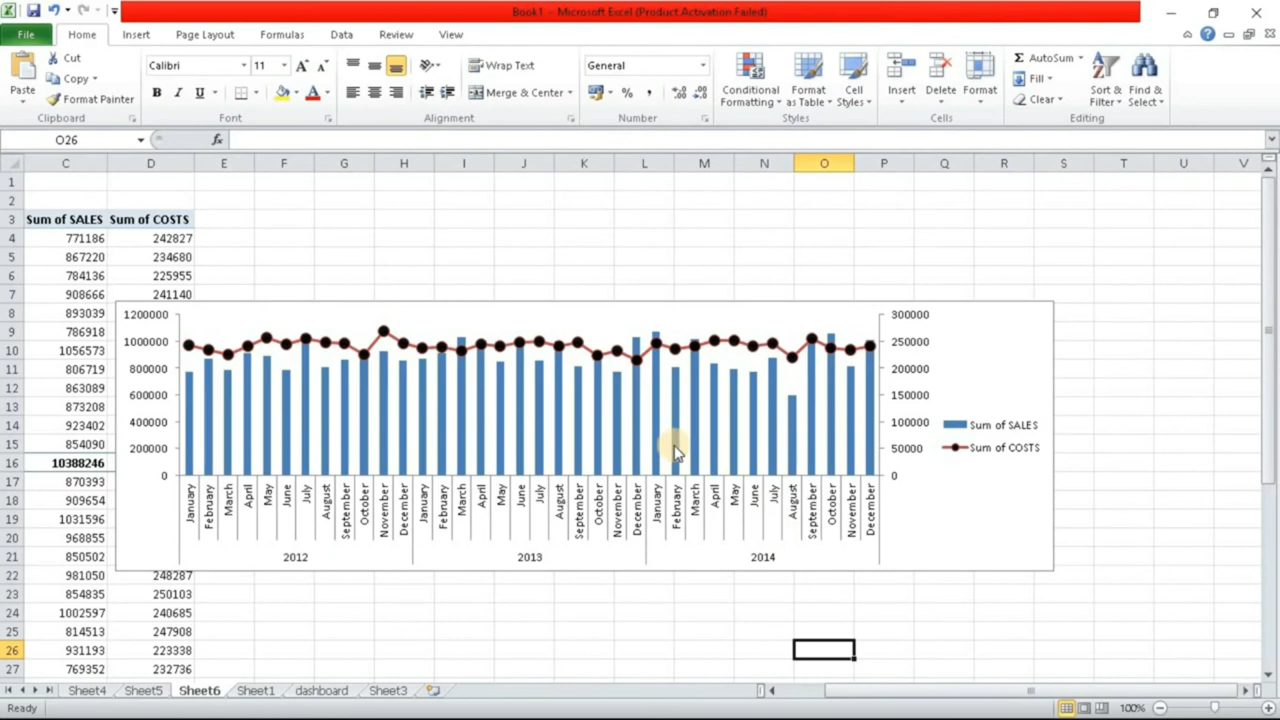 Book1 - Microsoft Excel (Product Activation Failed)
File Home Insert Page Layout Formulas Data Review View
Paste
Cut
Copy
Format Painter
Clipboard
Calibri 11
B I U
Font
Wrap Text
Merge & Center
Alignment
General
% ,
Number
Conditional Formatting
Format as Table
Cell Styles
Styles
Insert Delete Format
Cells
AutoSum
Fill
Clear
Sort & Filter
Find & Select
Editing
O26 fx
C D E F G H I J K L M N O P Q R S T U V
1
2
3 Sum of SALES Sum of COSTS
4 771186 242827
5 867220 234680
6 784136 225955
7 908666 241140
8 893039
9 786918
10 1056573
11 806719
12 863089
13 873208
14 923402
15 854090
16 10388246
17 870393
18 909654
19 1031596
20 968855
21 850502
22 981050 248287
23 854835 250103
24 1002597 240685
25 814513 247908
26 931193 223338
27 769352 232736
1200000 300000
1000000 250000
800000 200000
600000 150000
400000 100000
200000 50000
0 0
Sum of SALES
Sum of COSTS
January February March April May June July August September October November December January February March April May June July August September October November December January February March April May June July August September October November December
2012 2013 2014
Sheet4 Sheet5 Sheet6 Sheet1 dashboard Sheet3
Ready 100%